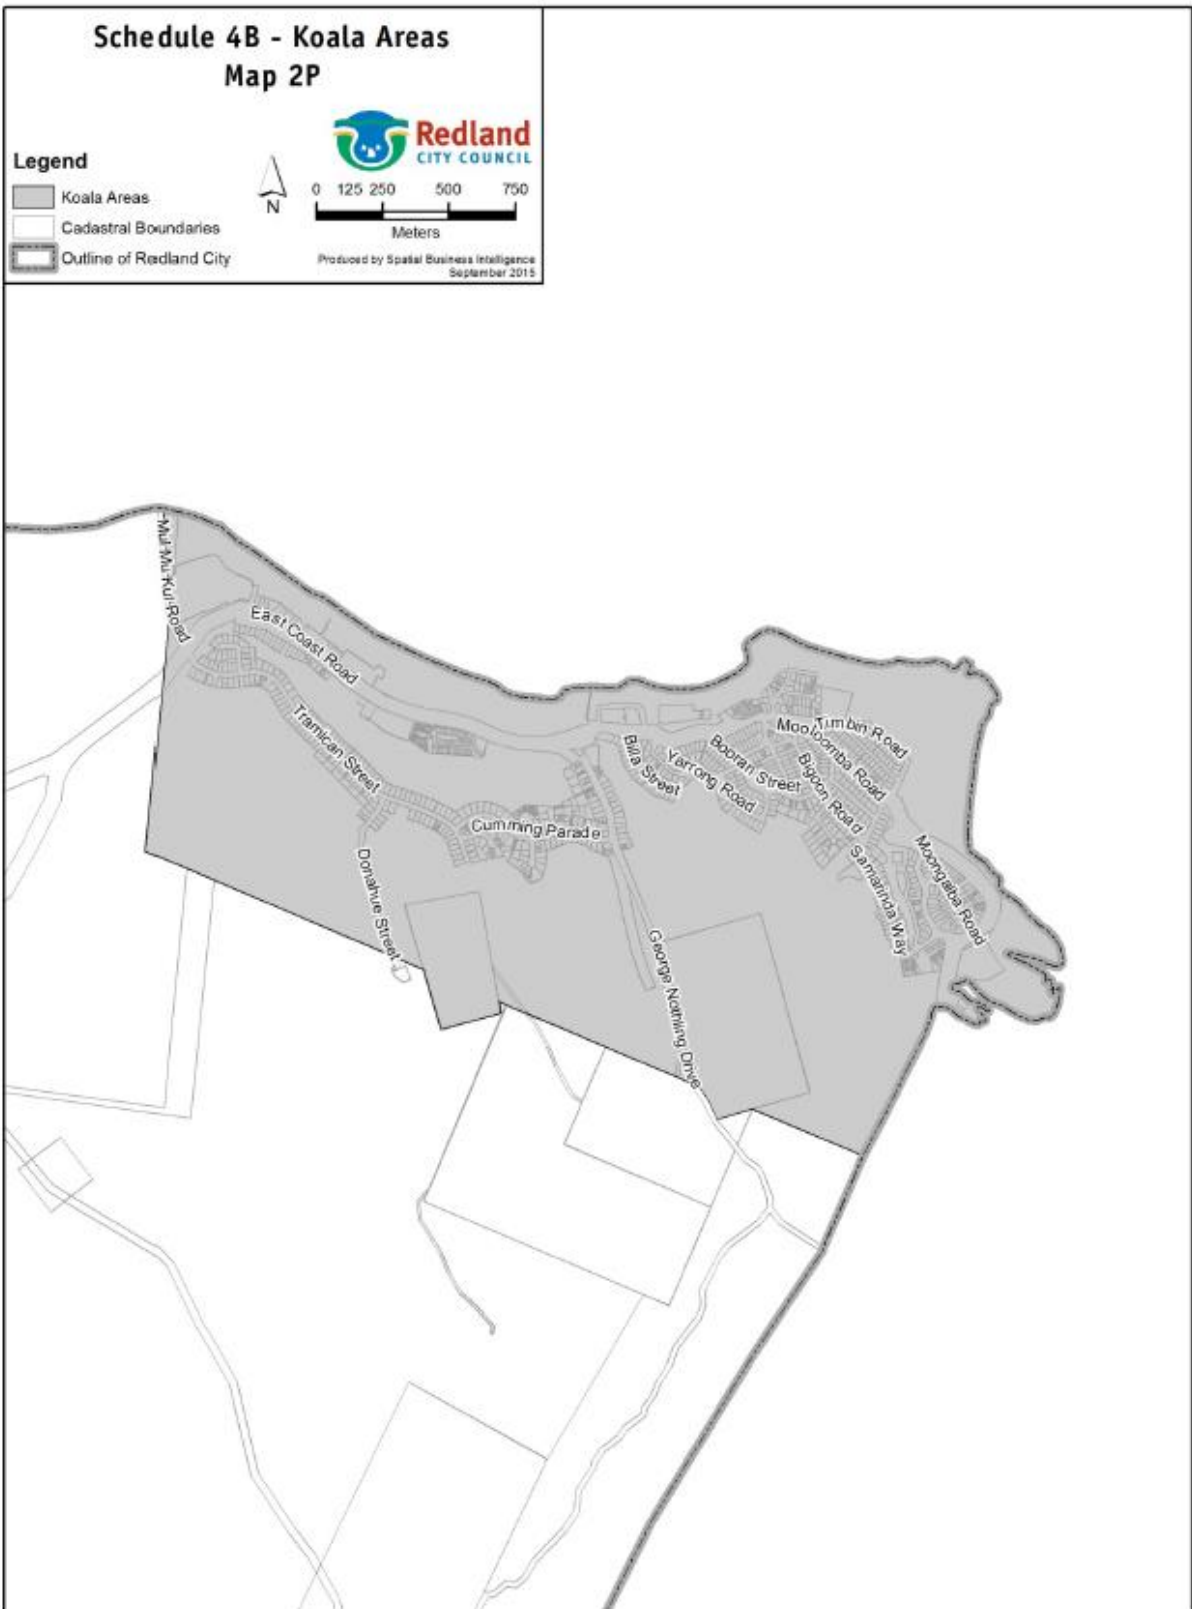 Schedule 4B - Koala Areas
Map 2P
Redland
CITY COUNCIL
Legend
Koala Areas
Cadastral Boundaries
Outline of Redland City
N
0 125 250 500 750
Meters
Produced by Spatial Business Intelligence
September 2015
Mul-Mu-Kul-Road
East Coast Road
Tramican Street
Donahue Street
Cumming Parade
Billa Street
Yarrong Road
Booran Street
Timbin Road
Mooloomba Road
Bigoon Road
Samarinda Way
Moongalba Road
George Nothling Drive